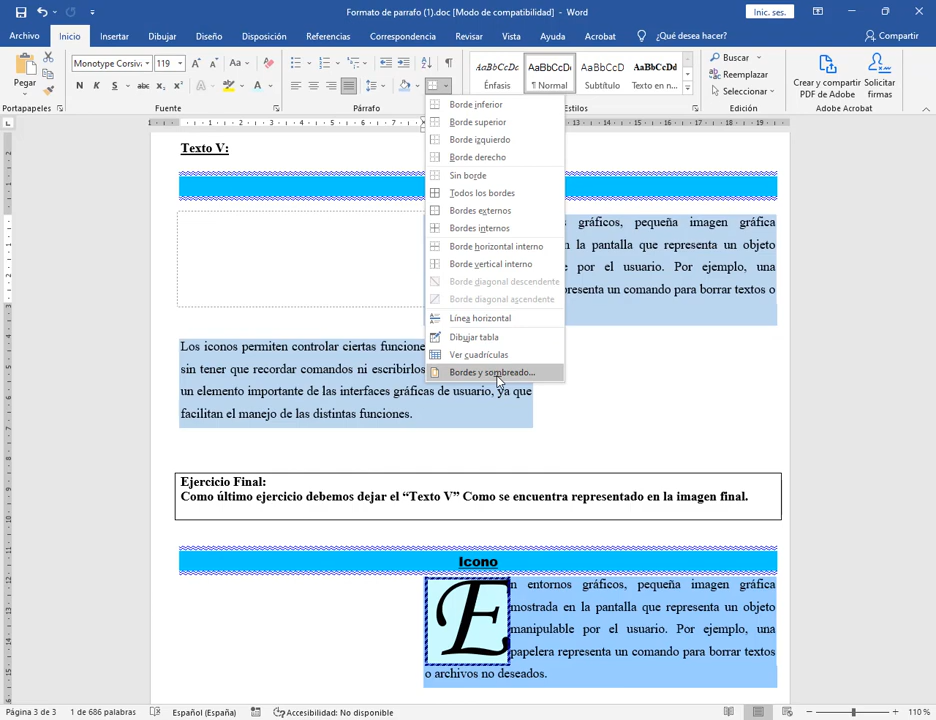 Formato de parrafo (1).doc [Modo de compatibilidad] - Word
Inic. ses.
Archivo
Inicio
Insertar
Dibujar
Diseño
Disposición
Referencias
Correspondencia
Revisar
Vista
Ayuda
Acrobat
¿Qué desea hacer?
Compartir
Pegar
Monotype Corsiv
119
Aa
N K S abc x₂ x²
AaBbCcDc
AaBbCcDc
AaBbCcD
AaBbCcDc
Énfasis
¶ Normal
Subtítulo
Texto en n...
Buscar
Reemplazar
Seleccionar
Crear y compartir PDF de Adobe
Solicitar firmas
Portapapeles
Fuente
Párrafo
Estilos
Edición
Adobe Acrobat
Borde inferior
Borde superior
Borde izquierdo
Borde derecho
Sin borde
Todos los bordes
Bordes externos
Bordes internos
Borde horizontal interno
Borde vertical interno
Borde diagonal descendente
Borde diagonal ascendente
Línea horizontal
Dibujar tabla
Ver cuadrículas
Bordes y sombreado...
Texto V:
gráficos, pequeña imagen gráfica
n la pantalla que representa un objeto
e por el usuario. Por ejemplo, una
presenta un comando para borrar textos o
Los iconos permiten controlar ciertas funcione
sin tener que recordar comandos ni escribirlos
un elemento importante de las interfaces gráficas de usuario, ya que
facilitan el manejo de las distintas funciones.
Ejercicio Final:
Como último ejercicio debemos dejar el “Texto V” Como se encuentra representado en la imagen final.
Icono
En entornos gráficos, pequeña imagen gráfica
mostrada en la pantalla que representa un objeto
manipulable por el usuario. Por ejemplo, una
papelera representa un comando para borrar textos
o archivos no deseados.
Página 3 de 3
1 de 686 palabras
Español (España)
Accesibilidad: No disponible
110 %